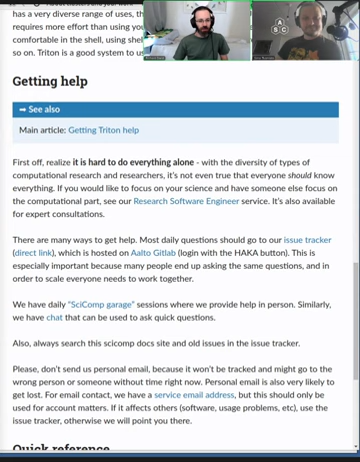 has a very diverse range of uses, th
requires more effort than using you
comfortable in the shell, using shel
so on. Triton is a good system to us
A
S C
Getting help
➡ See also
Main article: Getting Triton help
First off, realize it is hard to do everything alone - with the diversity of types of
computational research and researchers, it's not even true that everyone should know
everything. If you would like to focus on your science and have someone else focus on
the computational part, see our Research Software Engineer service. It's also available
for expert consultations.
There are many ways to get help. Most daily questions should go to our issue tracker
(direct link), which is hosted on Aalto Gitlab (login with the HAKA button). This is
especially important because many people end up asking the same questions, and in
order to scale everyone needs to work together.
We have daily "SciComp garage" sessions where we provide help in person. Similarly,
we have chat that can be used to ask quick questions.
Also, always search this scicomp docs site and old issues in the issue tracker.
Please, don't send us personal email, because it won't be tracked and might go to the
wrong person or someone without time right now. Personal email is also very likely to
get lost. For email contact, we have a service email address, but this should only be
used for account matters. If it affects others (software, usage problems, etc), use the
issue tracker, otherwise we will point you there.
Quick reference